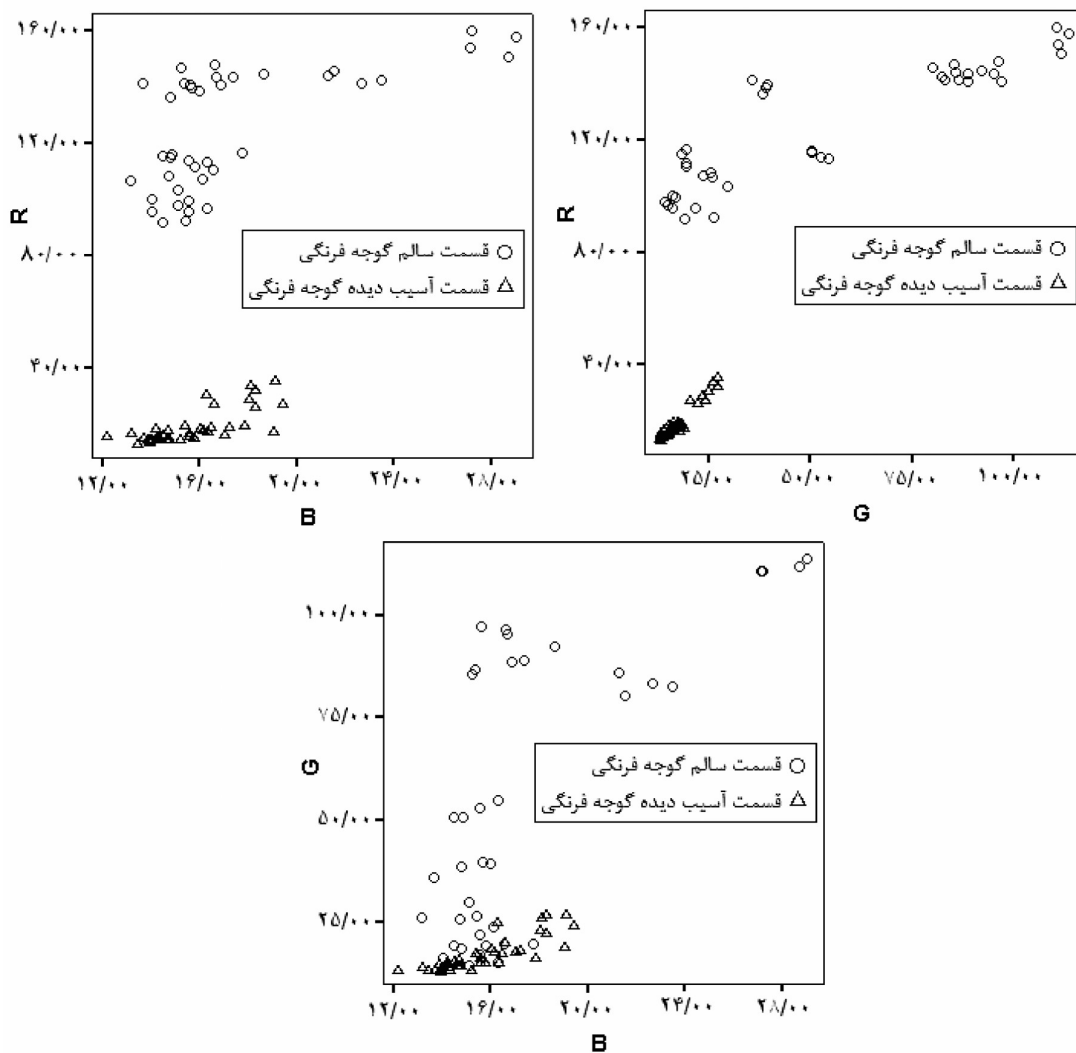 ۱۶۰/۰۰
۱۲۰/۰۰
R
۸۰/۰۰
۴۰/۰۰
قسمت سالم گوجه فرنگی
قسمت آسیب دیده گوجه فرنگی
۱۲/۰۰ ۱۶/۰۰ ۲۰/۰۰ ۲۴/۰۰ ۲۸/۰۰
B
۱۶۰/۰۰
۱۲۰/۰۰
R
۸۰/۰۰
۴۰/۰۰
قسمت سالم گوجه فرنگی
قسمت آسیب دیده گوجه فرنگی
۲۵/۰۰ ۵۰/۰۰ ۷۵/۰۰ ۱۰۰/۰۰
G
۱۰۰/۰۰
۷۵/۰۰
G
۵۰/۰۰
۲۵/۰۰
قسمت سالم گوجه فرنگی
قسمت آسیب دیده گوجه فرنگی
۱۲/۰۰ ۱۶/۰۰ ۲۰/۰۰ ۲۴/۰۰ ۲۸/۰۰
B